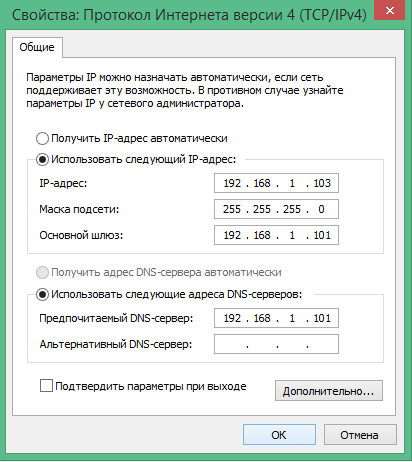 Свойства: Протокол Интернета версии 4 (TCP/IPv4)
Общие
Параметры IP можно назначать автоматически, если сеть
поддерживает эту возможность. В противном случае узнайте
параметры IP у сетевого администратора.
Получить IP-адрес автоматически
Использовать следующий IP-адрес:
IP-адрес: 192 . 168 . 1 . 103
Маска подсети: 255 . 255 . 255 . 0
Основной шлюз: 192 . 168 . 1 . 101
Получить адрес DNS-сервера автоматически
Использовать следующие адреса DNS-серверов:
Предпочитаемый DNS-сервер: 192 . 168 . 1 . 101
Альтернативный DNS-сервер: . . .
Подтвердить параметры при выходе
Дополнительно...
ОК Отмена